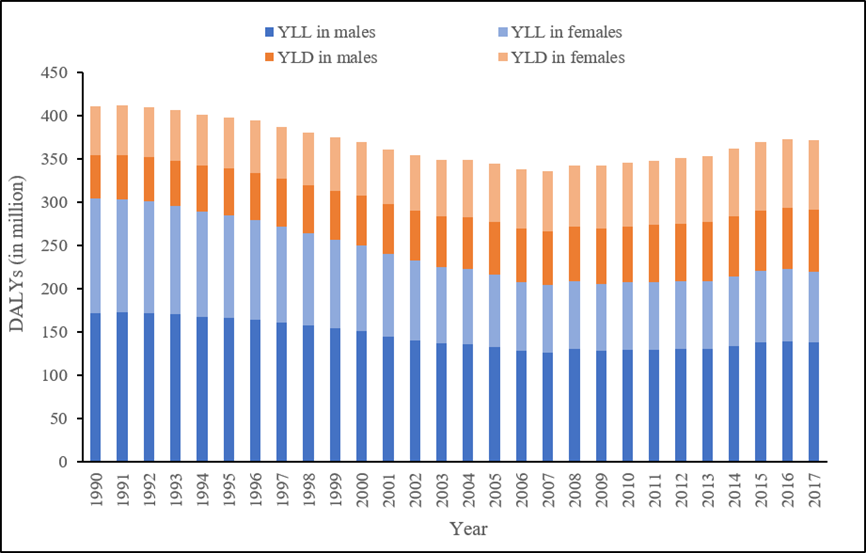 YLL in males YLL in females
YLD in males YLD in females
DALYs (in million)
450
400
350
300
250
200
150
100
50
0
1990 1991 1992 1993 1994 1995 1996 1997 1998 1999 2000 2001 2002 2003 2004 2005 2006 2007 2008 2009 2010 2011 2012 2013 2014 2015 2016 2017
Year